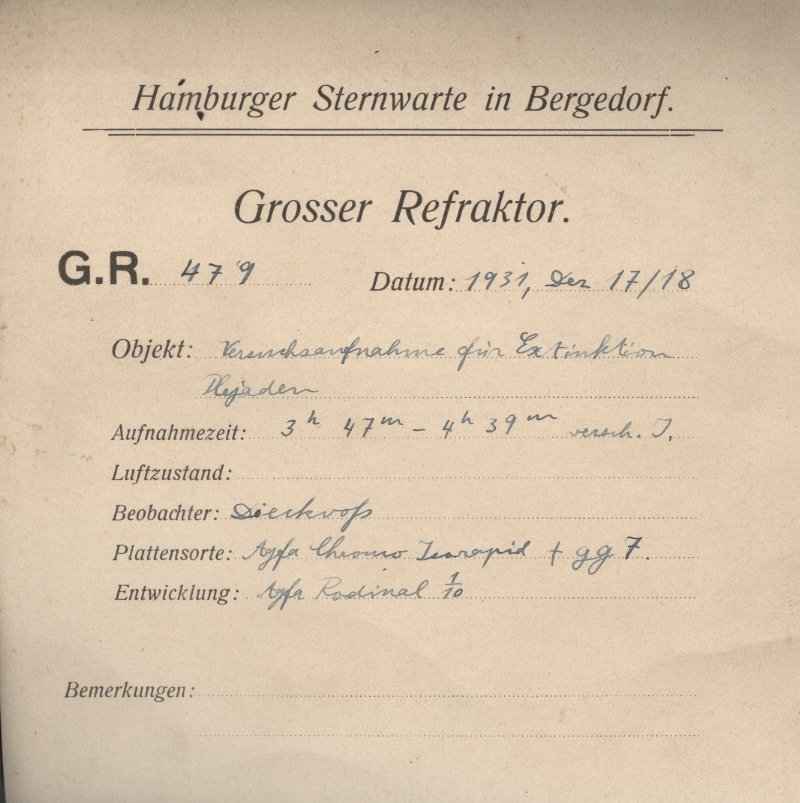 Hamburger Sternwarte in Bergedorf.
Grosser Refraktor.
G.R. 479 Datum: 1931, Dez 17/18
Objekt: Versuchsaufnahme für Extinktion
Plejaden
Aufnahmezeit: 3h 47m – 4h 39m versch. I.
Luftzustand:
Beobachter: Dieckvoß
Plattensorte: Agfa Chromo Isorapid + gg 7.
Entwicklung: Agfa Rodinal 1/10
Bemerkungen: